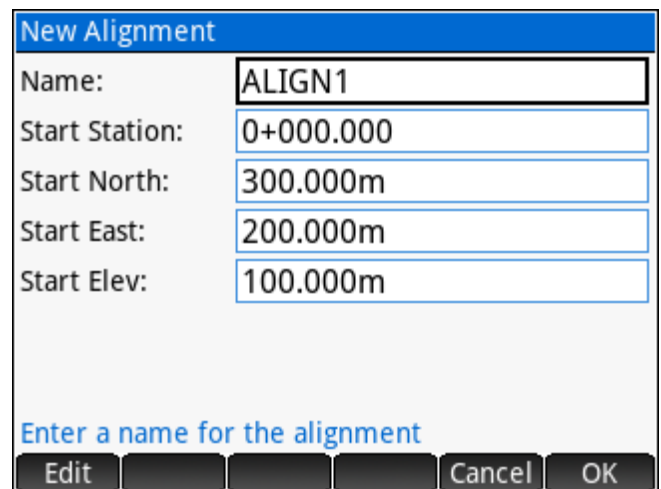 New Alignment
Name: ALIGN1
Start Station: 0+000.000
Start North: 300.000m
Start East: 200.000m
Start Elev: 100.000m
Enter a name for the alignment
Edit Cancel OK